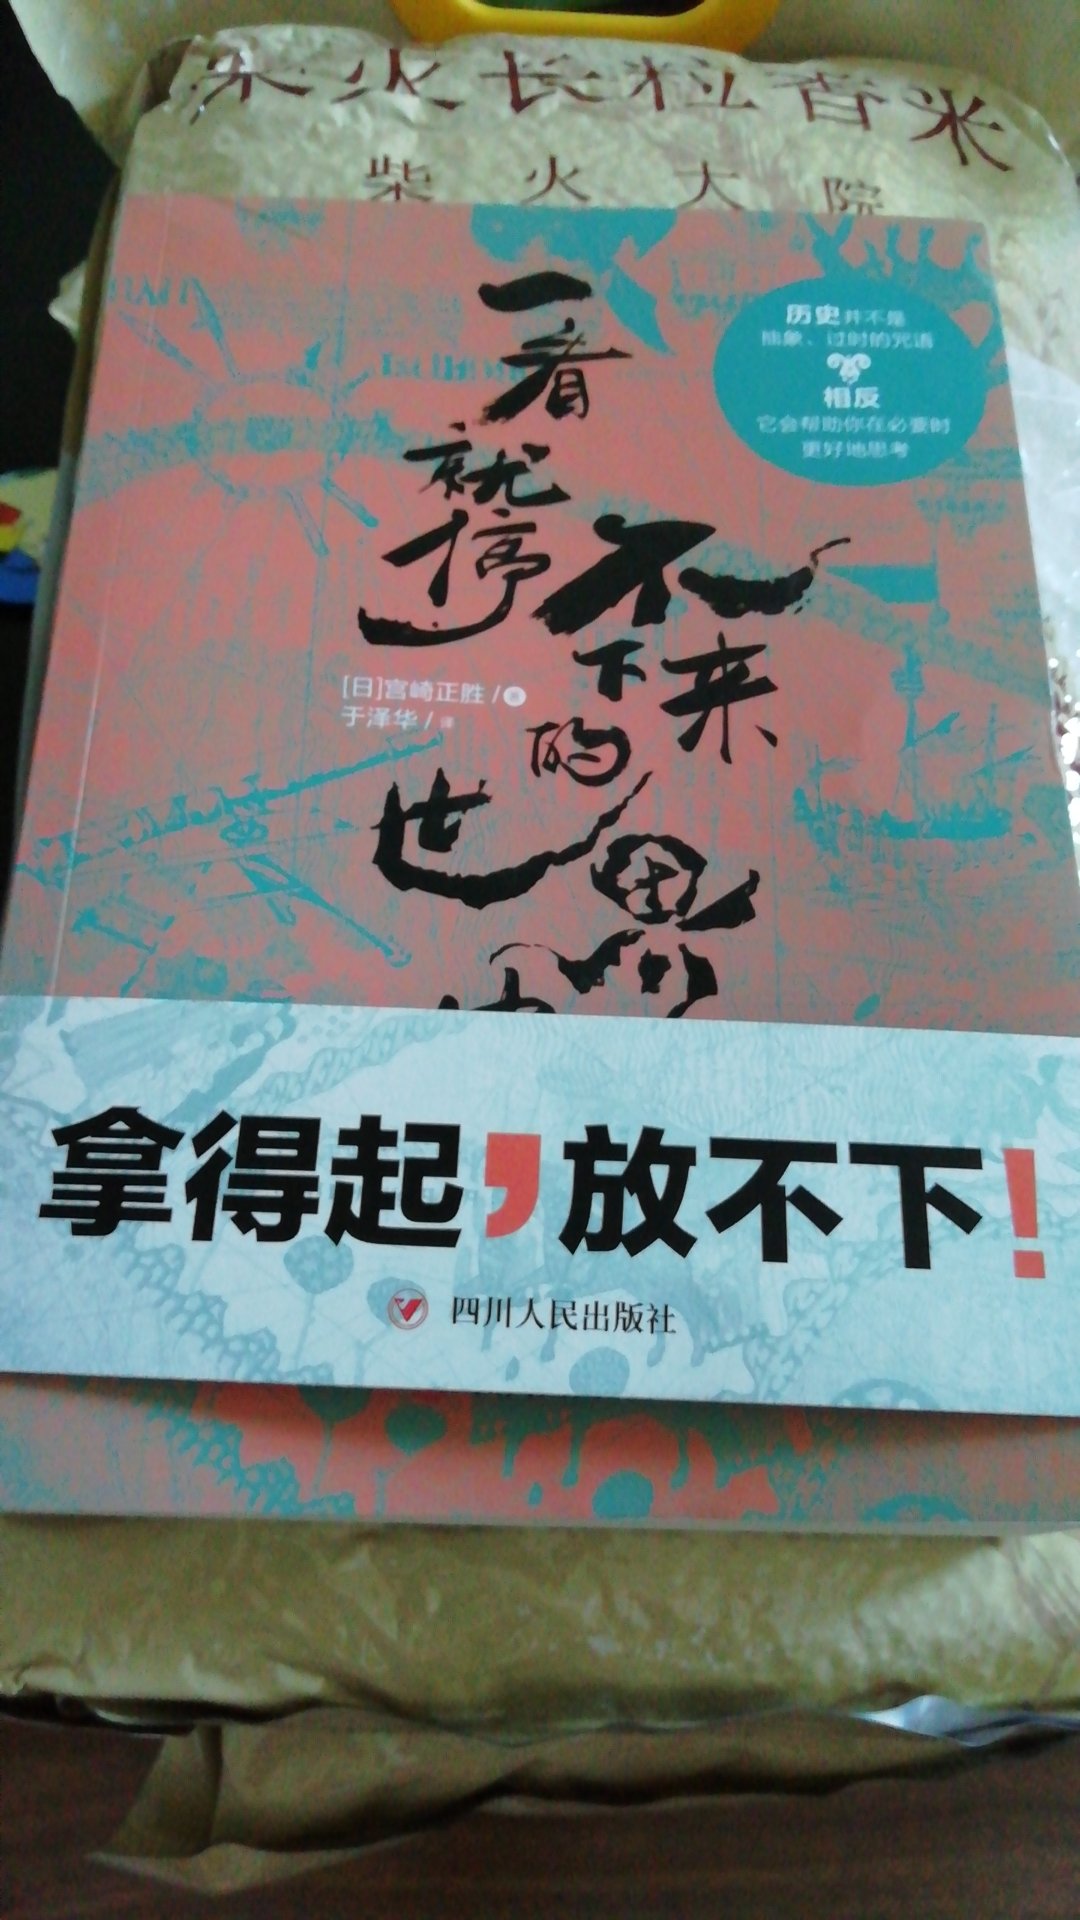 柴火长粒香米
柴火大院
一看
就停
不下来
的
世界
历史并不是
抽象、过时的咒语
相反
它会帮助你在必要时
更好地思考
[日]宫崎正胜/著
于泽华/译
拿得起,放不下!
四川人民出版社